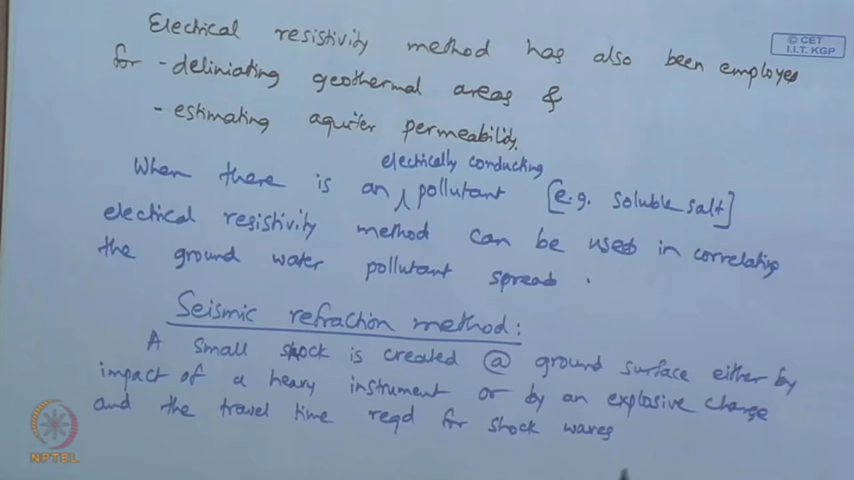 © CET
I.I.T. KGP
Electrical resistivity method has also been employe
for - deliniating geothermal areas &
- estimating aquifer permeability.
electrically conducting
When there is an pollutant [e.g. soluble salt]
electical resistivity method can be used in correlating
the ground water pollutant spread.
Seismic refraction method:
A small shock is created @ ground surface either by
impact of a heavy instrument or by an explosive charge
and the travel time reqd for shock waves
NPTEL